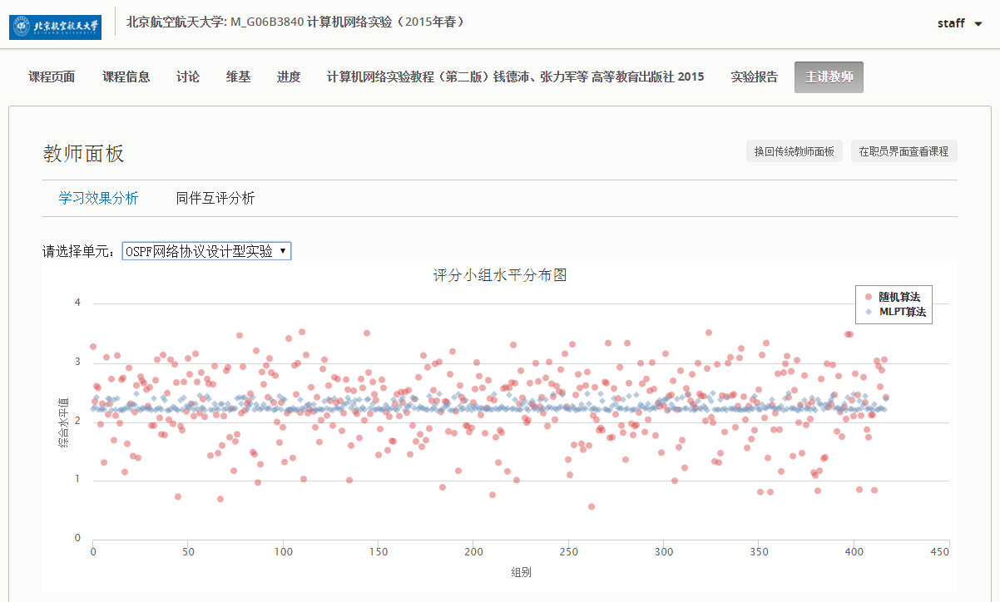 北京航空航天大学
北京航空航天大学: M_G06B3840 计算机网络实验（2015年春）
staff
课程页面 课程信息 讨论 维基 进度 计算机网络实验教程（第二版）钱德沛、张力军等 高等教育出版社 2015 实验报告 主讲教师
教师面板
换回传统教师面板 在职员界面查看课程
学习效果分析 同伴互评分析
请选择单元： OSPF网络协议设计型实验
评分小组水平分布图
随机算法
MLPT算法
综合水平值
4
3
2
1
0
0 50 100 150 200 250 300 350 400 450
组别